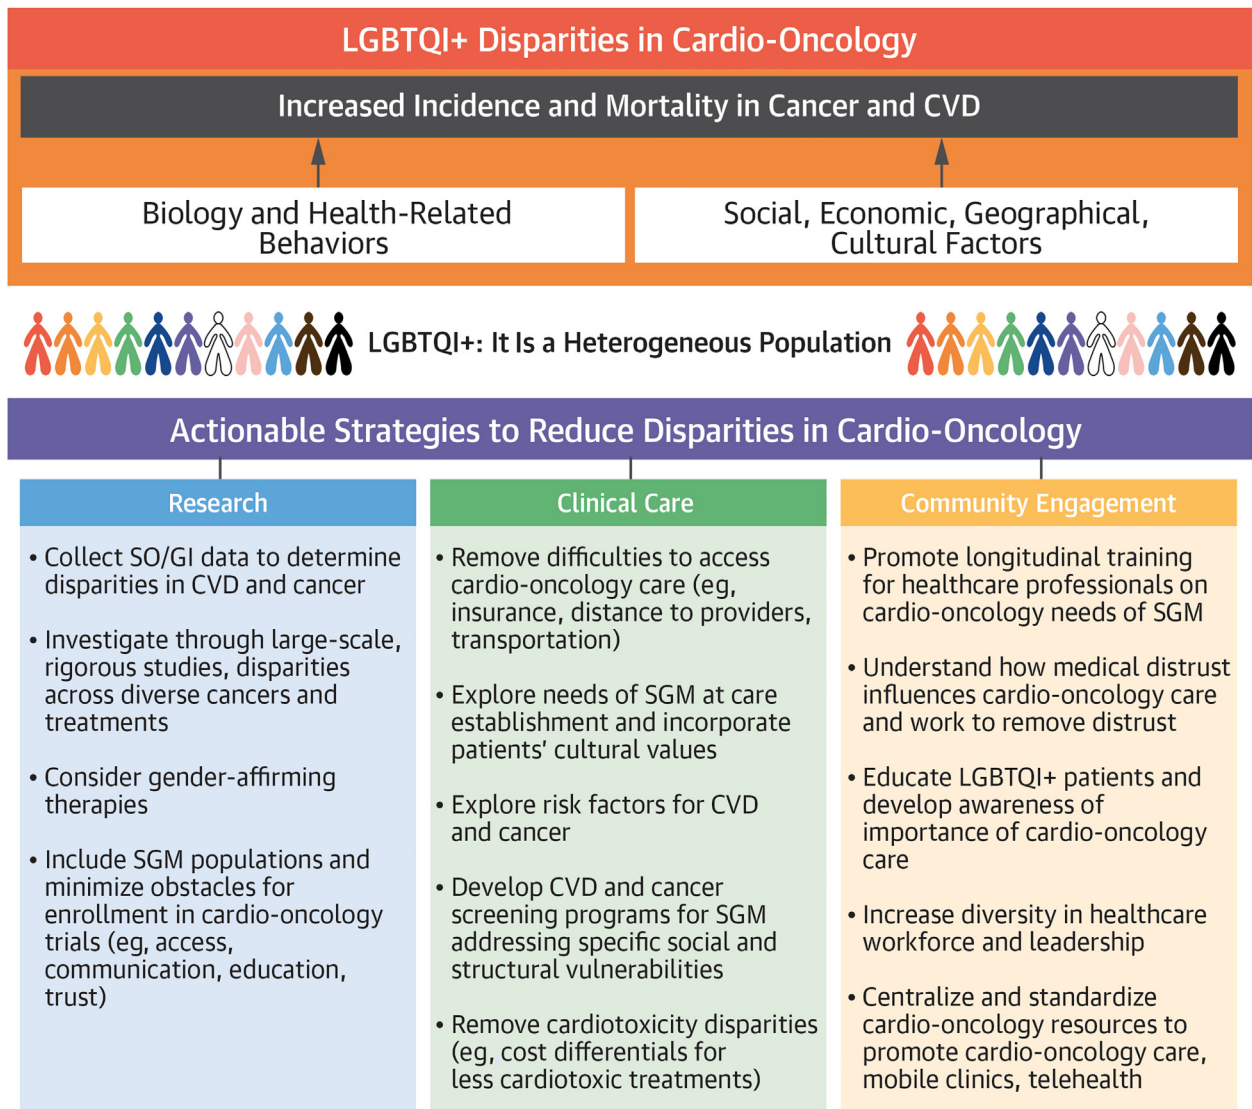 LGBTQI+ Disparities in Cardio-Oncology
Increased Incidence and Mortality in Cancer and CVD
Biology and Health-Related
Behaviors
Social, Economic, Geographical,
Cultural Factors
LGBTQI+: It Is a Heterogeneous Population
Actionable Strategies to Reduce Disparities in Cardio-Oncology
Research
• Collect SO/GI data to determine
disparities in CVD and cancer
• Investigate through large-scale,
rigorous studies, disparities
across diverse cancers and
treatments
• Consider gender-affirming
therapies
• Include SGM populations and
minimize obstacles for
enrollment in cardio-oncology
trials (eg, access,
communication, education,
trust)
Clinical Care
• Remove difficulties to access
cardio-oncology care (eg,
insurance, distance to providers,
transportation)
• Explore needs of SGM at care
establishment and incorporate
patients' cultural values
• Explore risk factors for CVD
and cancer
• Develop CVD and cancer
screening programs for SGM
addressing specific social and
structural vulnerabilities
• Remove cardiotoxicity disparities
(eg, cost differentials for
less cardiotoxic treatments)
Community Engagement
• Promote longitudinal training
for healthcare professionals on
cardio-oncology needs of SGM
• Understand how medical distrust
influences cardio-oncology care
and work to remove distrust
• Educate LGBTQI+ patients and
develop awareness of
importance of cardio-oncology
care
• Increase diversity in healthcare
workforce and leadership
• Centralize and standardize
cardio-oncology resources to
promote cardio-oncology care,
mobile clinics, telehealth